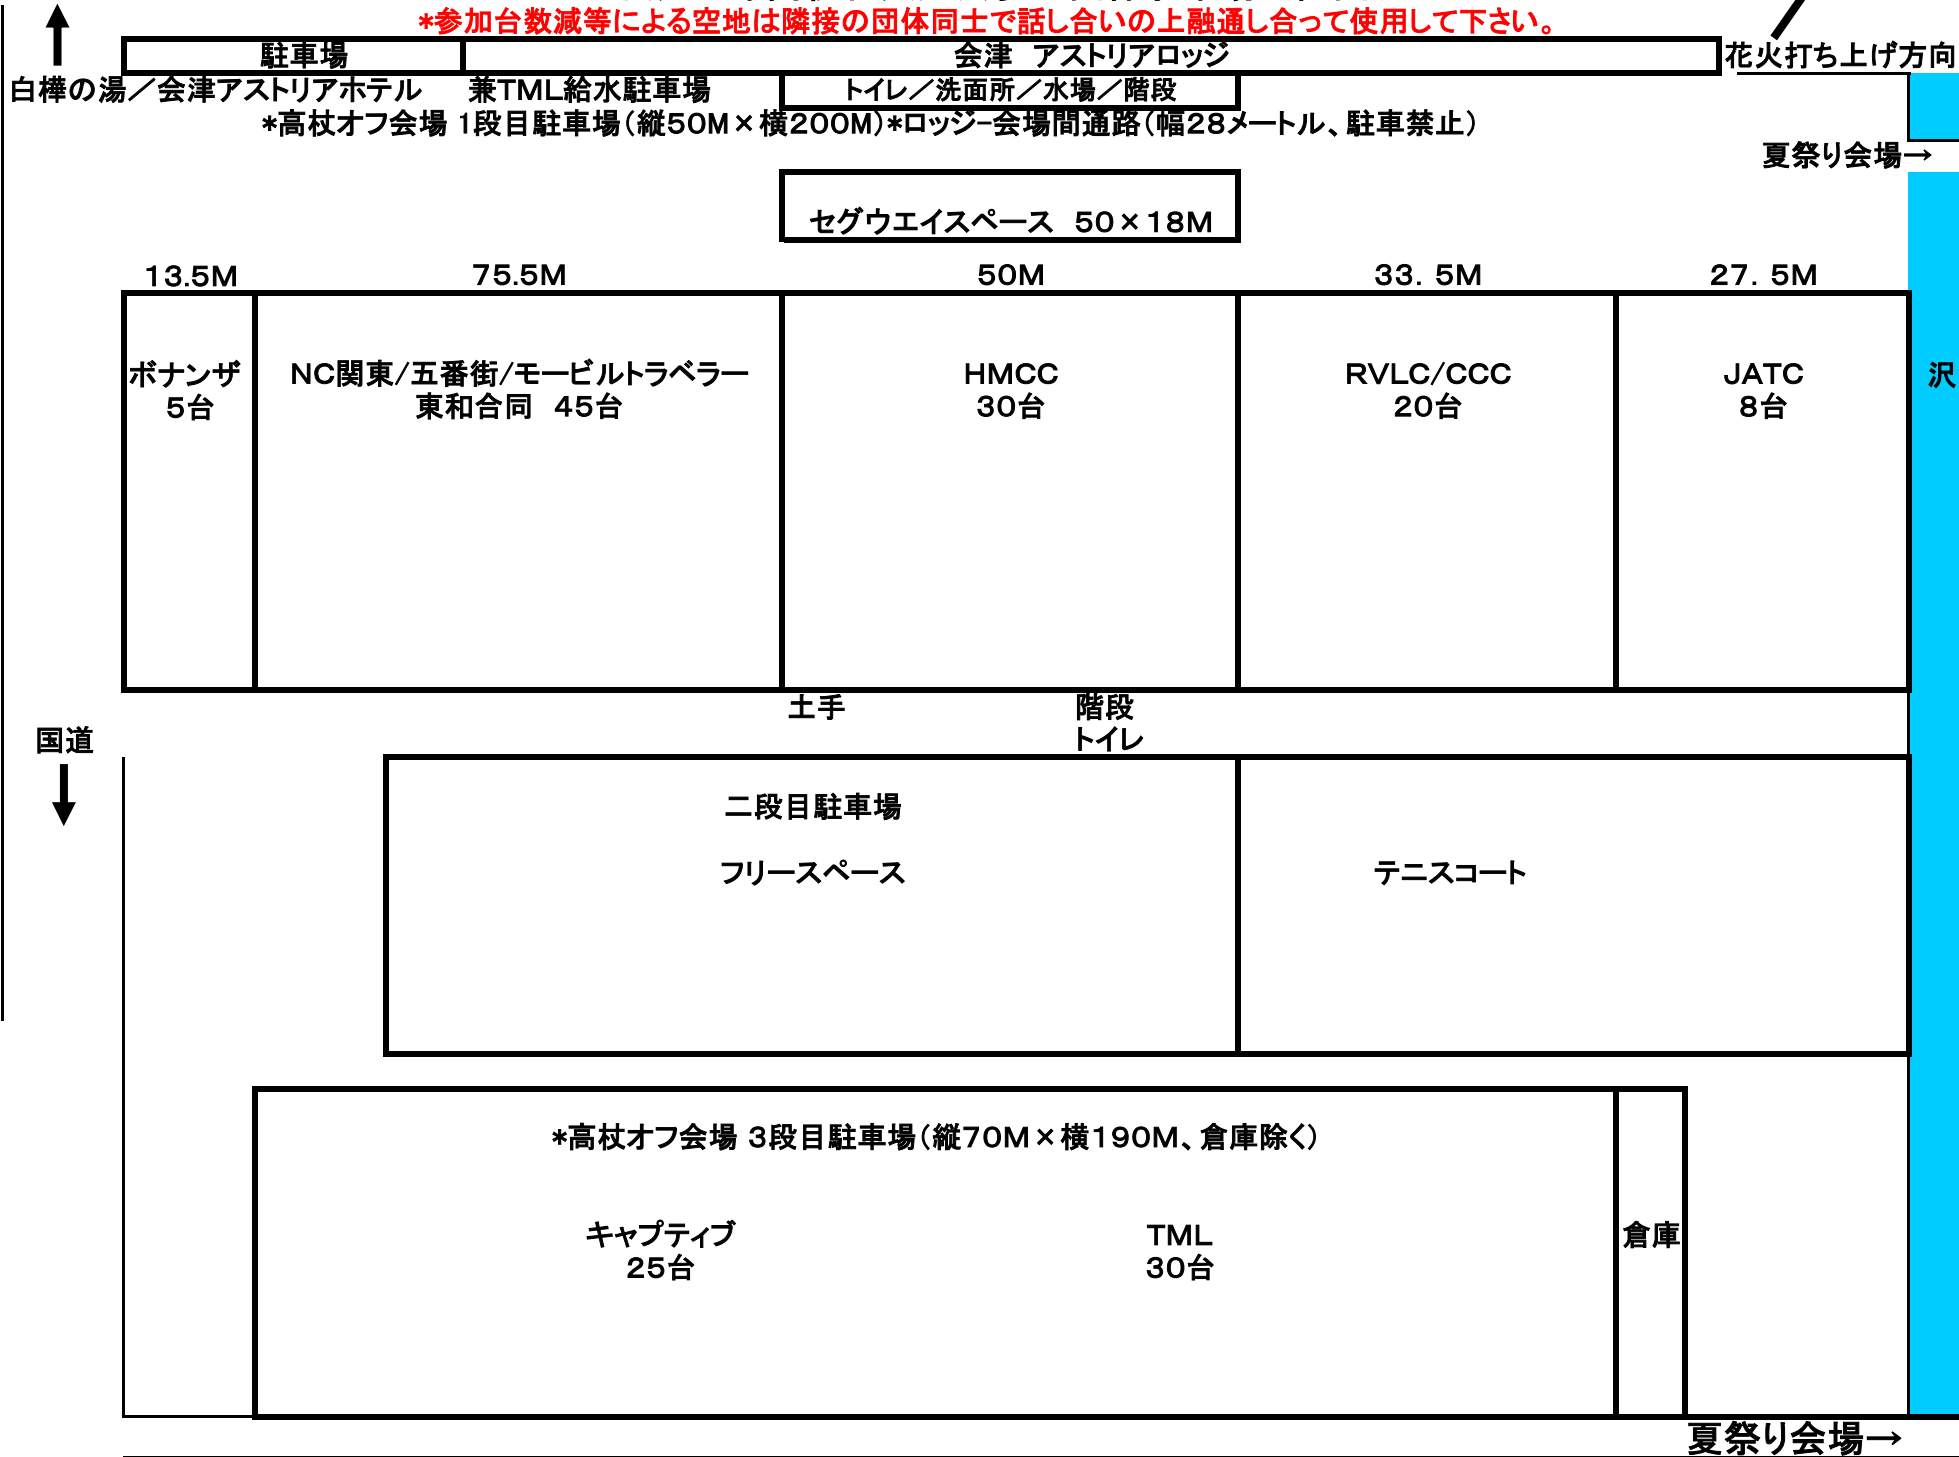 *参加台数減等による空地は隣接の団体同士で話し合いの上融通し合って使用して下さい。
駐車場
会津　アストリアロッジ
花火打ち上げ方向
白樺の湯／会津アストリアホテル
兼TML給水駐車場
トイレ／洗面所／水場／階段
*高杖オフ会場 1段目駐車場（縦50M×横200M）*ロッジ-会場間通路（幅28メートル、駐車禁止）
夏祭り会場→
セグウエイスペース　50×18M
13.5M
75.5M
50M
33．5M
27．5M
ボナンザ
5台
NC関東/五番街/モービルトラベラー
東和合同　45台
HMCC
30台
RVLC/CCC
20台
JATC
8台
沢
土手
階段
トイレ
国道
二段目駐車場
フリースペース
テニスコート
*高杖オフ会場 3段目駐車場（縦70M×横190M、倉庫除く）
キャプティブ
25台
TML
30台
倉庫
夏祭り会場→